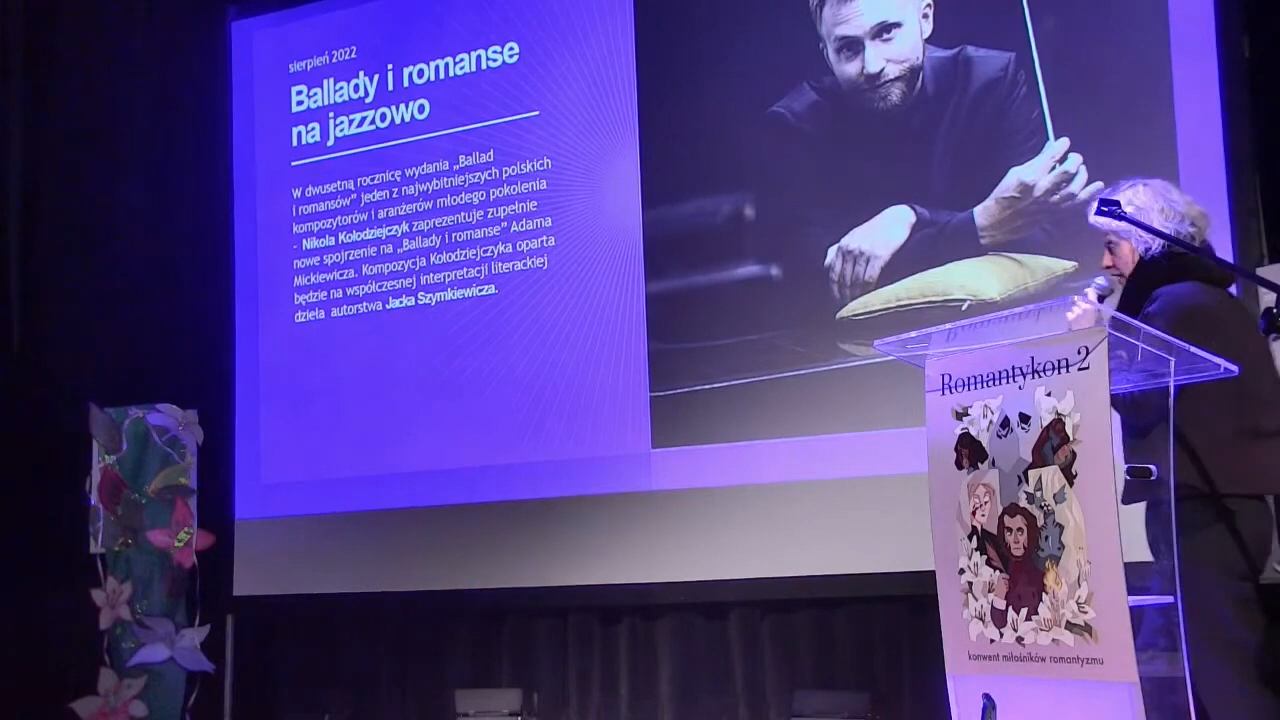 sierpień 2022
Ballady i romanse
na jazzowo
W dwusetną rocznicę wydania „Ballad
i romansów” jeden z najwybitniejszych polskich
kompozytorów i aranżerów młodego pokolenia
- Nikola Kołodziejczyk zaprezentuje zupełnie
nowe spojrzenie na „Ballady i romanse” Adama
Mickiewicza. Kompozycja Kołodziejczyka oparta
będzie na współczesnej interpretacji literackiej
dzieła autorstwa Jacka Szymkiewicza.
Romantykon 2
konwent miłośników romantyzmu